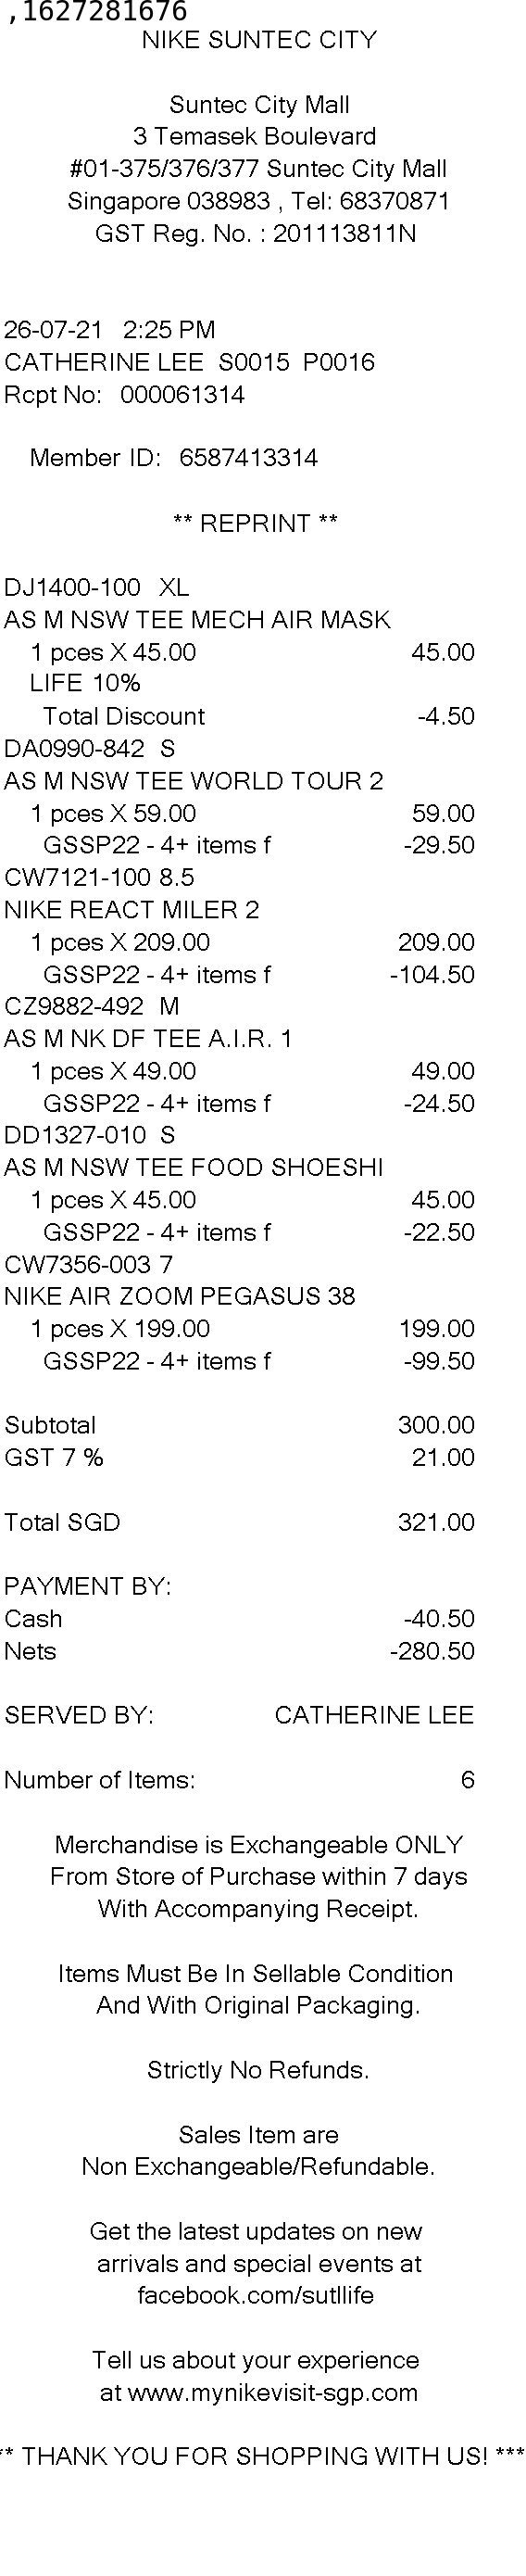 ,1627281676
NIKE SUNTEC CITY
Suntec City Mall
3 Temasek Boulevard
#01-375/376/377 Suntec City Mall
Singapore 038983 , Tel: 68370871
GST Reg. No. : 201113811N
26-07-21 2:25 PM
CATHERINE LEE S0015 P0016
Rcpt No: 000061314
Member ID: 6587413314
** REPRINT **
DJ1400-100 XL
AS M NSW TEE MECH AIR MASK
1 pces X 45.00 45.00
LIFE 10%
Total Discount -4.50
DA0990-842 S
AS M NSW TEE WORLD TOUR 2
1 pces X 59.00 59.00
GSSP22 - 4+ items f -29.50
CW7121-100 8.5
NIKE REACT MILER 2
1 pces X 209.00 209.00
GSSP22 - 4+ items f -104.50
CZ9882-492 M
AS M NK DF TEE A.I.R. 1
1 pces X 49.00 49.00
GSSP22 - 4+ items f -24.50
DD1327-010 S
AS M NSW TEE FOOD SHOESHI
1 pces X 45.00 45.00
GSSP22 - 4+ items f -22.50
CW7356-003 7
NIKE AIR ZOOM PEGASUS 38
1 pces X 199.00 199.00
GSSP22 - 4+ items f -99.50
Subtotal 300.00
GST 7 % 21.00
Total SGD 321.00
PAYMENT BY:
Cash -40.50
Nets -280.50
SERVED BY: CATHERINE LEE
Number of Items: 6
Merchandise is Exchangeable ONLY
From Store of Purchase within 7 days
With Accompanying Receipt.
Items Must Be In Sellable Condition
And With Original Packaging.
Strictly No Refunds.
Sales Item are
Non Exchangeable/Refundable.
Get the latest updates on new
arrivals and special events at
facebook.com/sutllife
Tell us about your experience
at www.mynikevisit-sgp.com
** THANK YOU FOR SHOPPING WITH US! ***